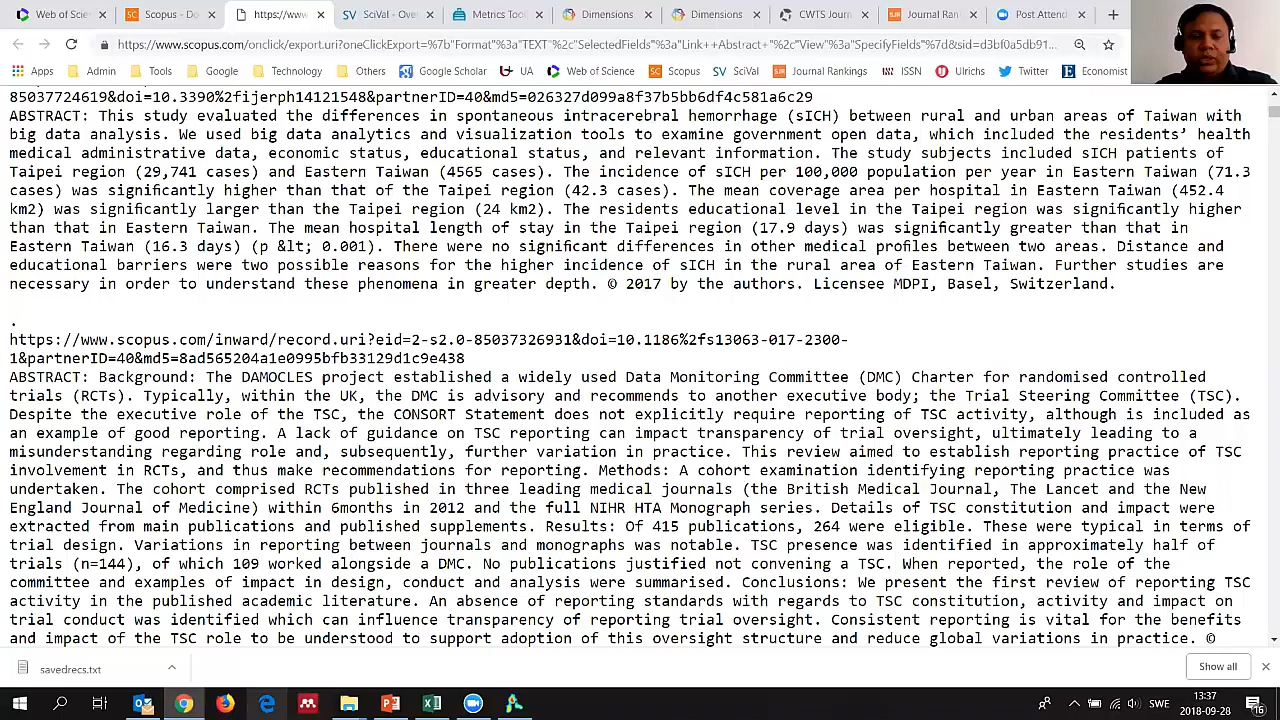 Web of Science
Scopus - Do
https://www
SciVal - Over
Metrics Tool
Dimensions
Dimensions
CWTS Journ
Journal Rank
Post Attend
https://www.scopus.com/onclick/export.uri?oneClickExport=%7b"Format"%3a"TEXT"%2c"SelectedFields"%3a"Link++Abstract+"%2c"View"%3a"SpecifyFields"%7d&sid=d3bf0a5db91...
Apps Admin Tools Google Technology Others Google Scholar UA Web of Science Scopus SciVal Journal Rankings ISSN Ulrichs Twitter Economist
85037724619&doi=10.3390%2fijerph14121548&partnerID=40&md5=026327d099a8f37b5bb6df4c581a6c29
ABSTRACT: This study evaluated the differences in spontaneous intracerebral hemorrhage (sICH) between rural and urban areas of Taiwan with
big data analysis. We used big data analytics and visualization tools to examine government open data, which included the residents’ health
medical administrative data, economic status, educational status, and relevant information. The study subjects included sICH patients of
Taipei region (29,741 cases) and Eastern Taiwan (4565 cases). The incidence of sICH per 100,000 population per year in Eastern Taiwan (71.3
cases) was significantly higher than that of the Taipei region (42.3 cases). The mean coverage area per hospital in Eastern Taiwan (452.4
km2) was significantly larger than the Taipei region (24 km2). The residents educational level in the Taipei region was significantly higher
than that in Eastern Taiwan. The mean hospital length of stay in the Taipei region (17.9 days) was significantly greater than that in
Eastern Taiwan (16.3 days) (p &lt; 0.001). There were no significant differences in other medical profiles between two areas. Distance and
educational barriers were two possible reasons for the higher incidence of sICH in the rural area of Eastern Taiwan. Further studies are
necessary in order to understand these phenomena in greater depth. © 2017 by the authors. Licensee MDPI, Basel, Switzerland.
.
https://www.scopus.com/inward/record.uri?eid=2-s2.0-85037326931&doi=10.1186%2fs13063-017-2300-
1&partnerID=40&md5=8ad565204a1e0995bfb33129d1c9e438
ABSTRACT: Background: The DAMOCLES project established a widely used Data Monitoring Committee (DMC) Charter for randomised controlled
trials (RCTs). Typically, within the UK, the DMC is advisory and recommends to another executive body; the Trial Steering Committee (TSC).
Despite the executive role of the TSC, the CONSORT Statement does not explicitly require reporting of TSC activity, although is included as
an example of good reporting. A lack of guidance on TSC reporting can impact transparency of trial oversight, ultimately leading to a
misunderstanding regarding role and, subsequently, further variation in practice. This review aimed to establish reporting practice of TSC
involvement in RCTs, and thus make recommendations for reporting. Methods: A cohort examination identifying reporting practice was
undertaken. The cohort comprised RCTs published in three leading medical journals (the British Medical Journal, The Lancet and the New
England Journal of Medicine) within 6months in 2012 and the full NIHR HTA Monograph series. Details of TSC constitution and impact were
extracted from main publications and published supplements. Results: Of 415 publications, 264 were eligible. These were typical in terms of
trial design. Variations in reporting between journals and monographs was notable. TSC presence was identified in approximately half of
trials (n=144), of which 109 worked alongside a DMC. No publications justified not convening a TSC. When reported, the role of the
committee and examples of impact in design, conduct and analysis were summarised. Conclusions: We present the first review of reporting TSC
activity in the published academic literature. An absence of reporting standards with regards to TSC constitution, activity and impact on
trial conduct was identified which can influence transparency of reporting trial oversight. Consistent reporting is vital for the benefits
and impact of the TSC role to be understood to support adoption of this oversight structure and reduce global variations in practice. ©
savedrecs.txt
Show all
SWE
13:37
2018-09-28
16